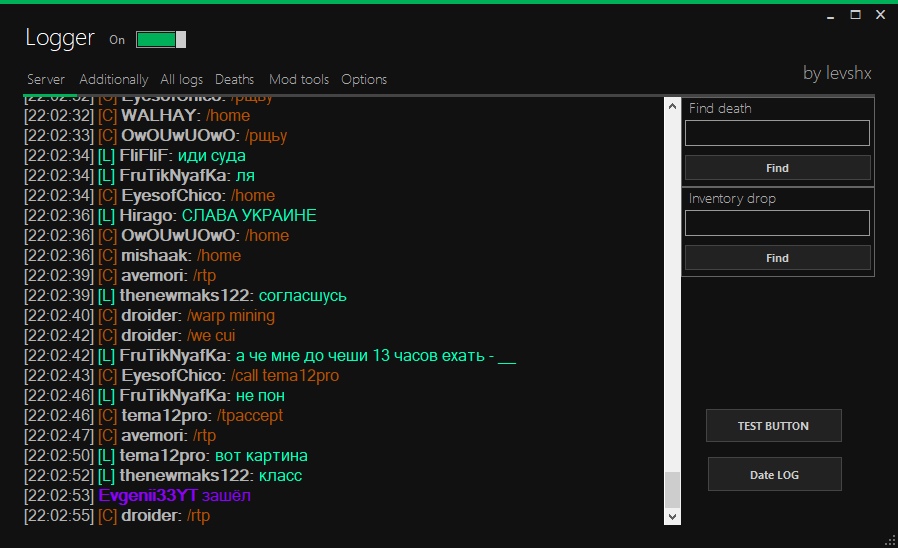 Logger On
Server Additionally All logs Deaths Mod tools Options
by levshx
[22:02:32] [C] EyesofChico: /рщьу
[22:02:32] [C] WALHAY: /home
[22:02:33] [C] OwOUwUOwO: /рщьу
[22:02:34] [L] FliFliF: иди суда
[22:02:34] [L] FruTikNyafKa: ля
[22:02:34] [C] EyesofChico: /home
[22:02:36] [L] Hirago: СЛАВА УКРАИНЕ
[22:02:36] [C] OwOUwUOwO: /home
[22:02:36] [C] mishaak: /home
[22:02:39] [C] avemori: /rtp
[22:02:39] [L] thenewmaks122: согласшусь
[22:02:40] [C] droider: /warp mining
[22:02:42] [C] droider: /we cui
[22:02:42] [L] FruTikNyafKa: а че мне до чеши 13 часов ехать - __
[22:02:43] [C] EyesofChico: /call tema12pro
[22:02:45] [L] FruTikNyafKa: не пон
[22:02:46] [C] tema12pro: /tpaccept
[22:02:47] [C] avemori: /rtp
[22:02:50] [L] tema12pro: вот картина
[22:02:52] [L] thenewmaks122: класс
[22:02:53] Evgenii33YT зашёл
[22:02:55] [C] droider: /rtp
Find death
Find
Inventory drop
Find
TEST BUTTON
Date LOG